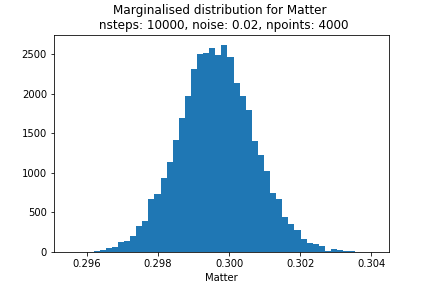 Marginalised distribution for Matter
nsteps: 10000, noise: 0.02, npoints: 4000
2500
2000
1500
1000
500
0
0.296 0.298 0.300 0.302 0.304
Matter